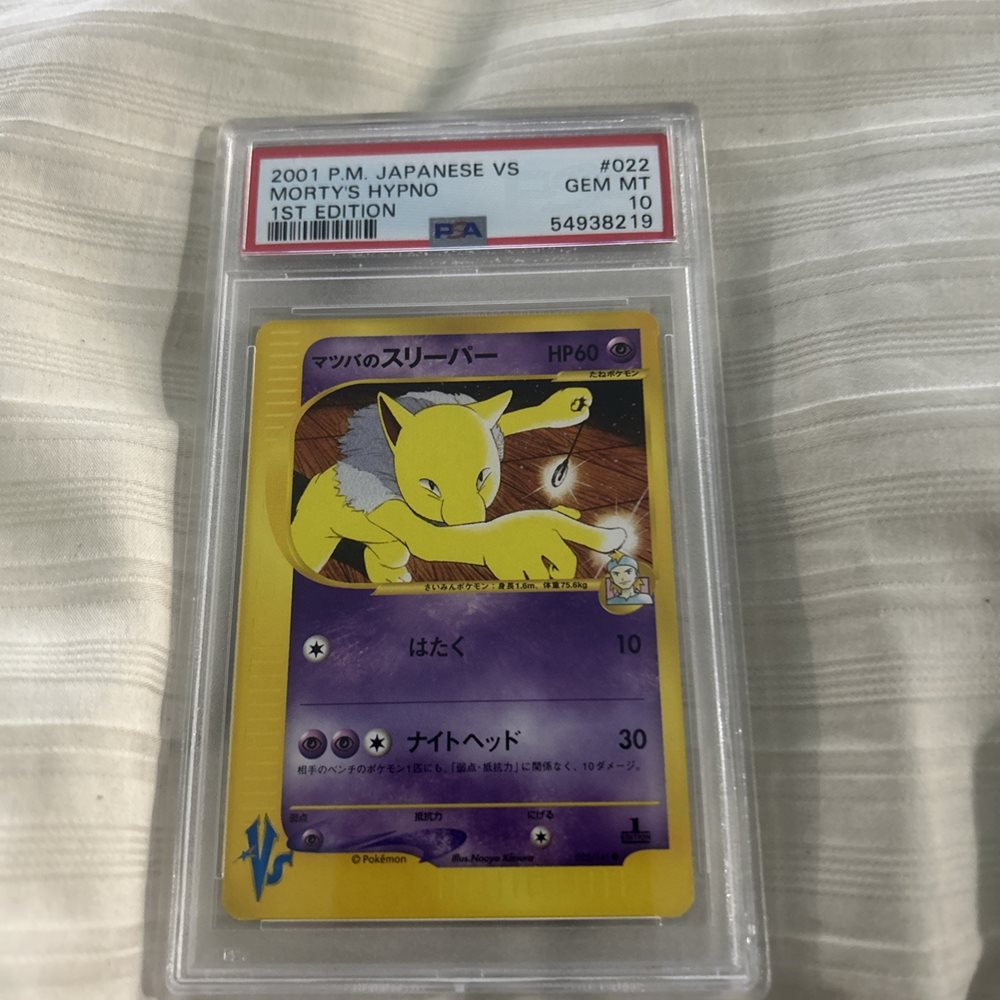 2001 P.M. JAPANESE VS #022
MORTY'S HYPNO GEM MT
1ST EDITION 10
PSA 54938219
マツバのスリーパー HP60
たねポケモン
さいみんポケモン：身長1.6m、体重75.6kg
はたく 10
ナイトヘッド 30
相手のベンチのポケモン1匹にも、「弱点・抵抗力」に関係なく、10ダメージ。
弱点 抵抗力 にげる
1
EDITION
VS
©Pokémon Illus.Naoyo Kimura